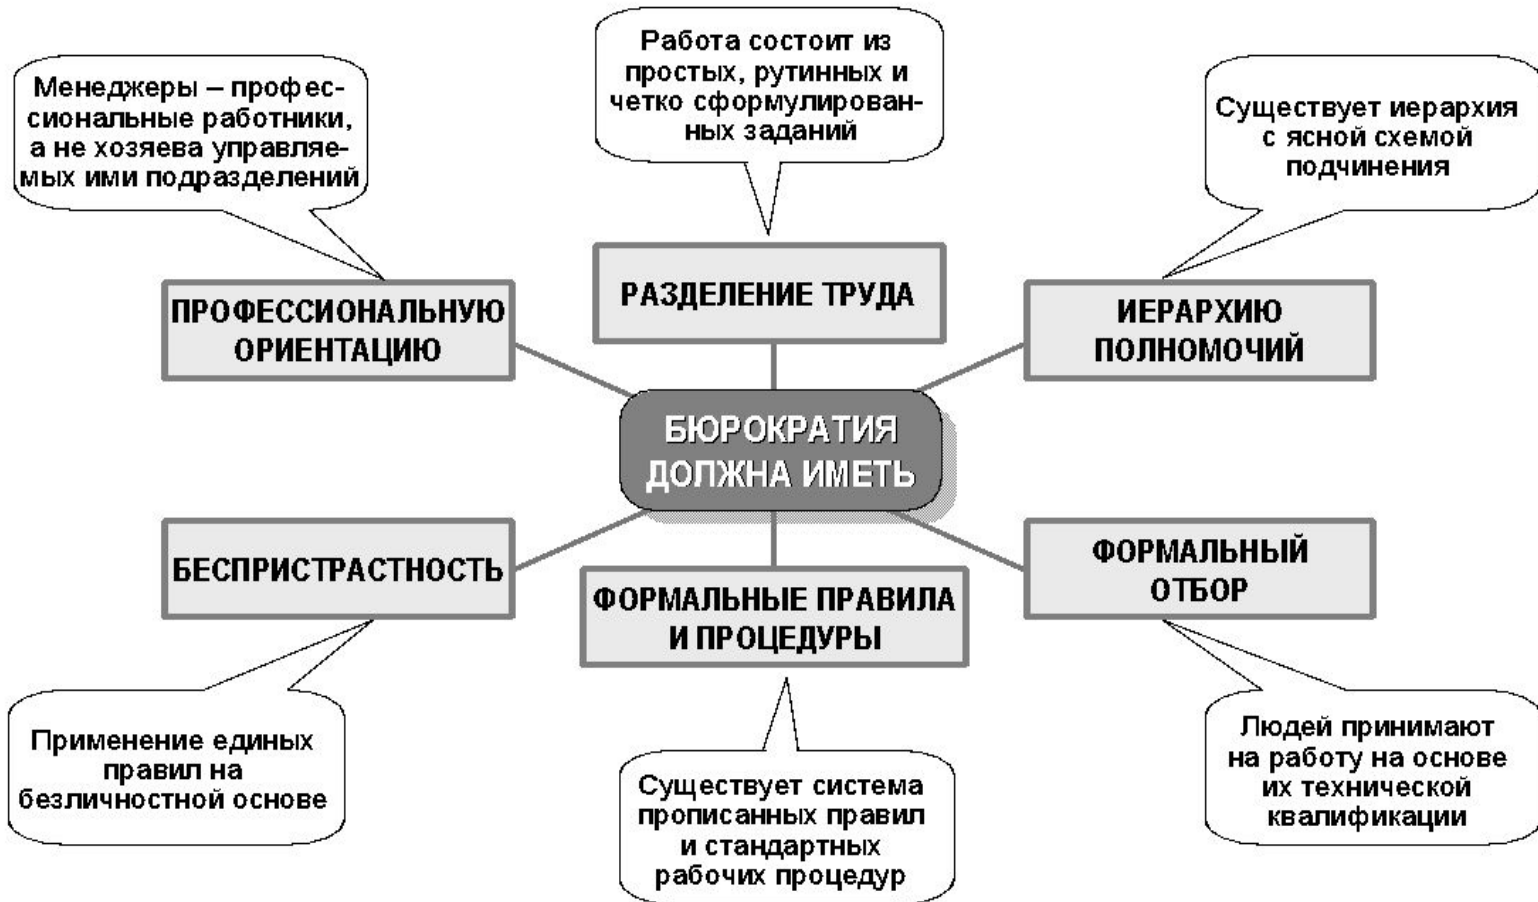 Менеджеры – профес-
сиональные работники,
а не хозяева управляе-
мых ими подразделений
Работа состоит из
простых, рутинных и
четко сформулирован-
ных заданий
Существует иерархия
с ясной схемой
подчинения
ПРОФЕССИОНАЛЬНУЮ
ОРИЕНТАЦИЮ
РАЗДЕЛЕНИЕ ТРУДА
ИЕРАРХИЮ
ПОЛНОМОЧИЙ
БЮРОКРАТИЯ
ДОЛЖНА ИМЕТЬ
БЕСПРИСТРАСТНОСТЬ
ФОРМАЛЬНЫЕ ПРАВИЛА
И ПРОЦЕДУРЫ
ФОРМАЛЬНЫЙ
ОТБОР
Применение единых
правил на
безличностной основе
Существует система
прописанных правил
и стандартных
рабочих процедур
Людей принимают
на работу на основе
их технической
квалификации